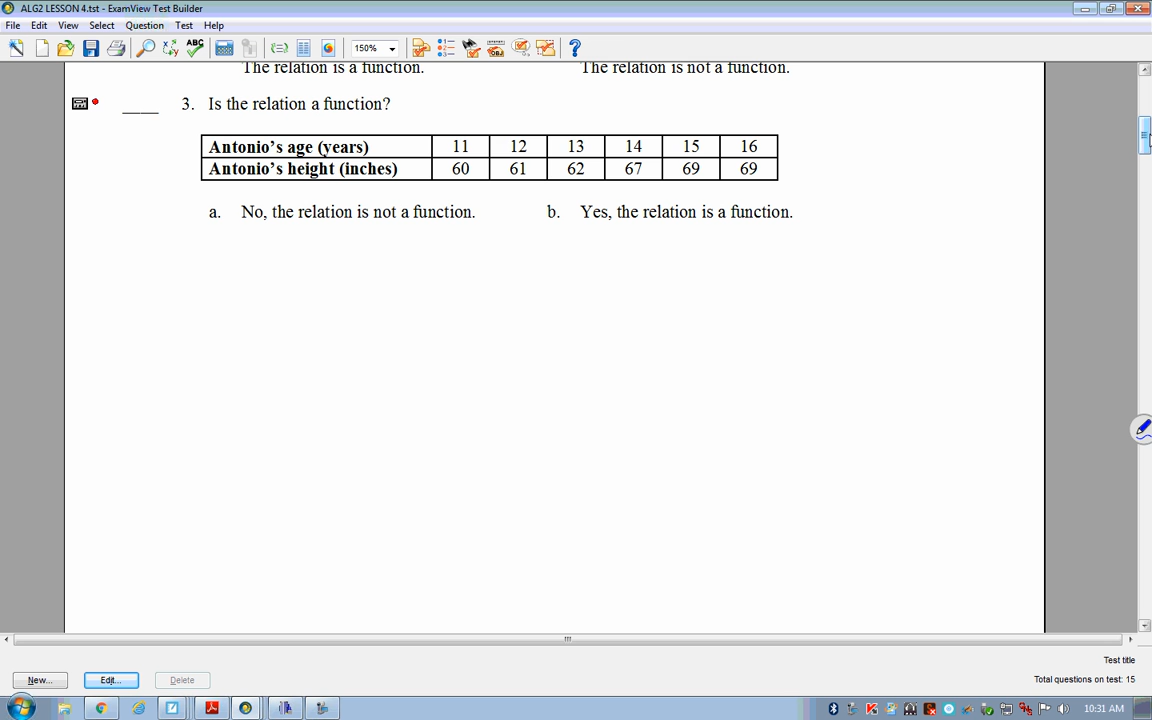 ALG2 LESSON 4.tst - ExamView Test Builder
File Edit View Select Question Test Help
ABC 150% OBJ
The relation is a function. The relation is not a function.
____ 3. Is the relation a function?
Antonio's age (years) 11 12 13 14 15 16
Antonio's height (inches) 60 61 62 67 69 69
a. No, the relation is not a function. b. Yes, the relation is a function.
Test title
New... Edit... Delete Total questions on test: 15
10:31 AM